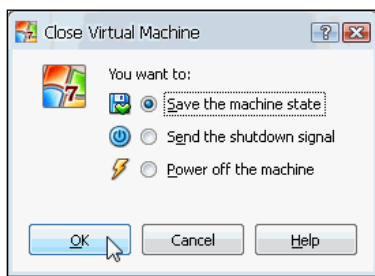 Close Virtual Machine
You want to:
Save the machine state
Send the shutdown signal
Power off the machine
OK Cancel Help